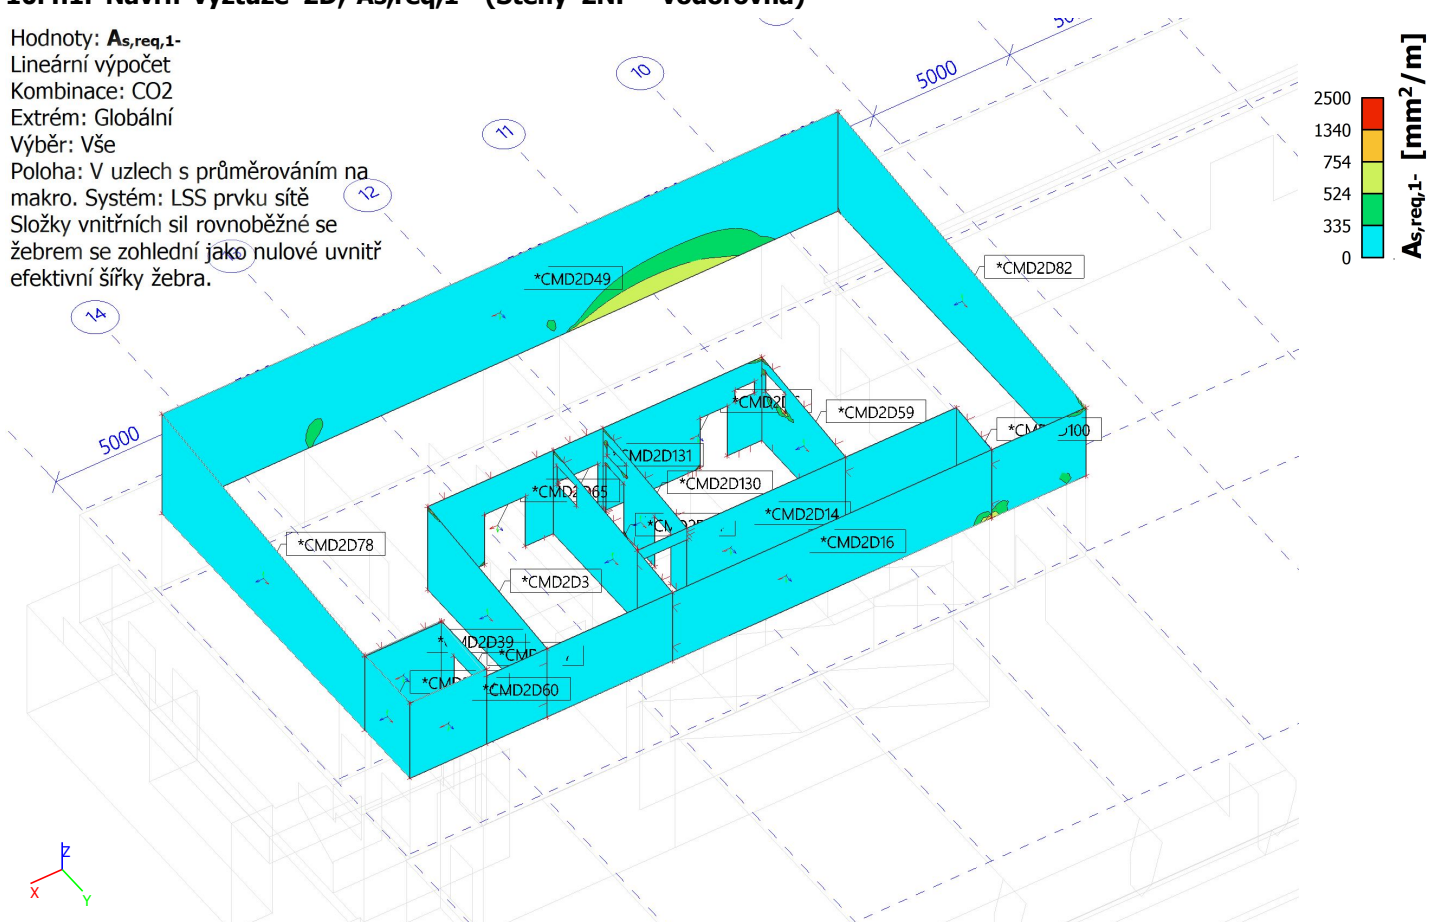 Hodnoty: As,req,1-
Lineární výpočet
Kombinace: CO2
Extrém: Globální
Výběr: Vše
Poloha: V uzlech s průměrováním na
makro. Systém: LSS prvku sítě
Složky vnitřních sil rovnoběžné se
žebrem se zohlední jako nulové uvnitř
efektivní šířky žebra.
10
11
12
14
5000
5000
*CMD2D49
*CMD2D82
*CMD2D59
*CMD2D131
*CMD2D130
*CMD2D65
*CMD2D14
*CMD2D16
*CMD2D78
*CMD2D3
*CMD2D60
2500
1340
754
524
335
0
As,req,1- [mm²/m]
Z
X
Y